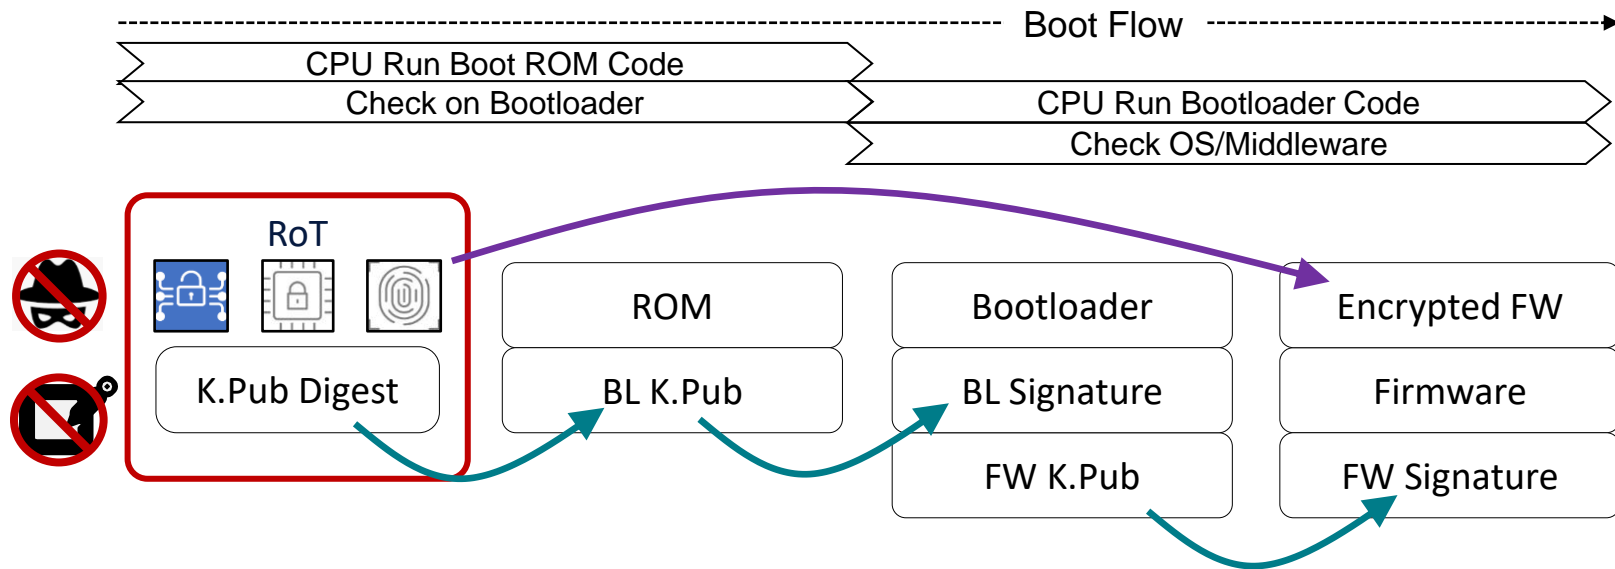 Boot Flow
CPU Run Boot ROM Code
Check on Bootloader
CPU Run Bootloader Code
Check OS/Middleware
RoT
K.Pub Digest
ROM
BL K.Pub
Bootloader
BL Signature
FW K.Pub
Encrypted FW
Firmware
FW Signature